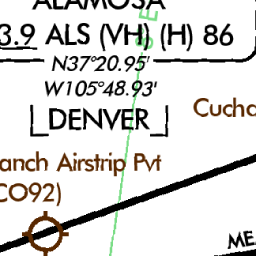 ALAMOSA
3.9 ALS (VH) (H) 86
N37°20.95'
W105°48.93'
DENVER
Cucha
anch Airstrip Pvt
CO92)
ME